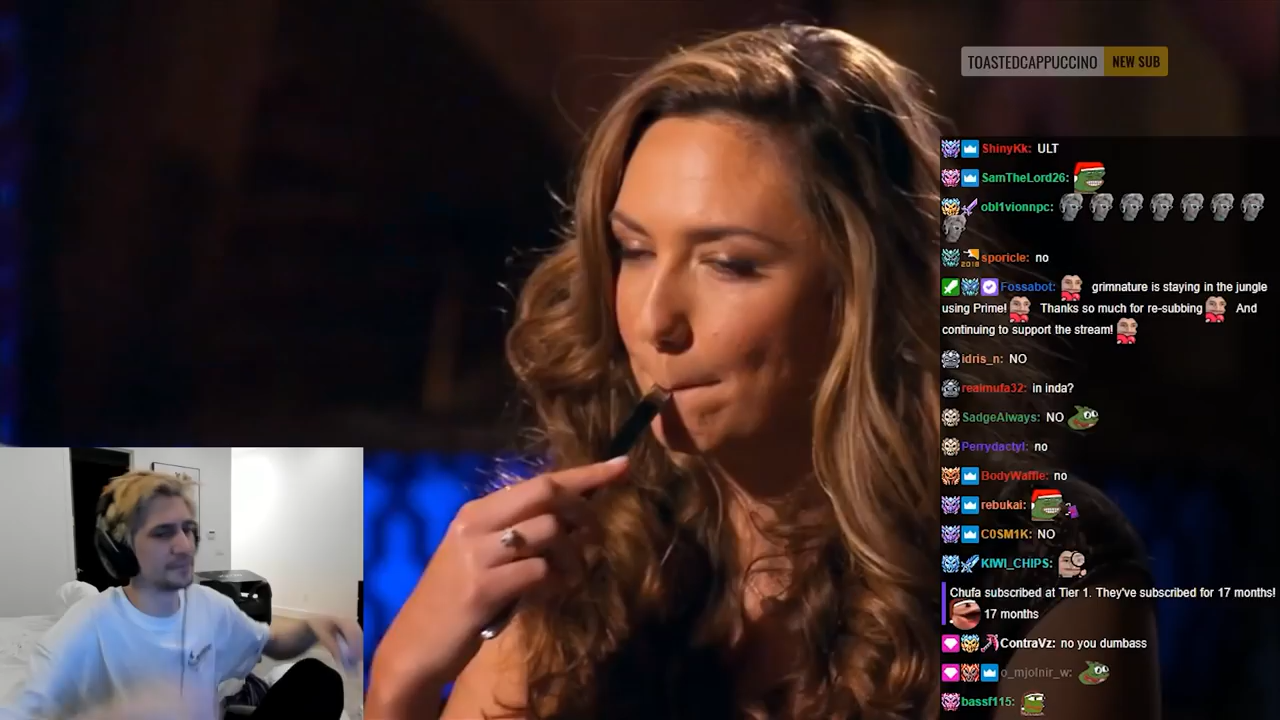 TOASTEDCAPPUCCINO NEW SUB
ShinyKk: ULT
SamTheLord26:
obl1vionnpc:
2018 sporicle: no
Fossabot: grimnature is staying in the jungle
using Prime! Thanks so much for re-subbing And
continuing to support the stream!
idris_n: NO
realmufa32: in inda?
SadgeAlways: NO
Perrydactyl: no
BodyWaffle: no
rebukai:
C0SM1K: NO
KIWI_CHIPS:
Chufa subscribed at Tier 1. They've subscribed for 17 months!
17 months
ContraVz: no you dumbass
o_mjolnir_w:
bassf115: